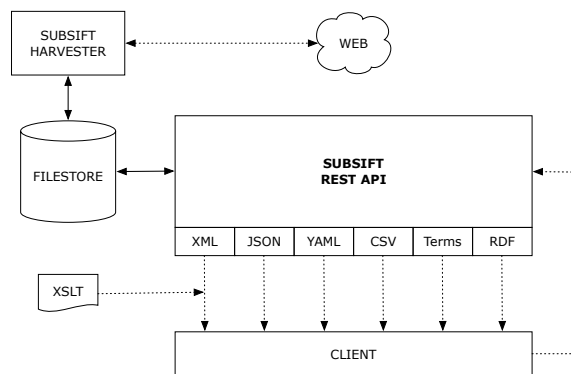 SUBSIFT
HARVESTER
WEB
FILESTORE
SUBSIFT
REST API
XML
JSON
YAML
CSV
Terms
RDF
XSLT
CLIENT